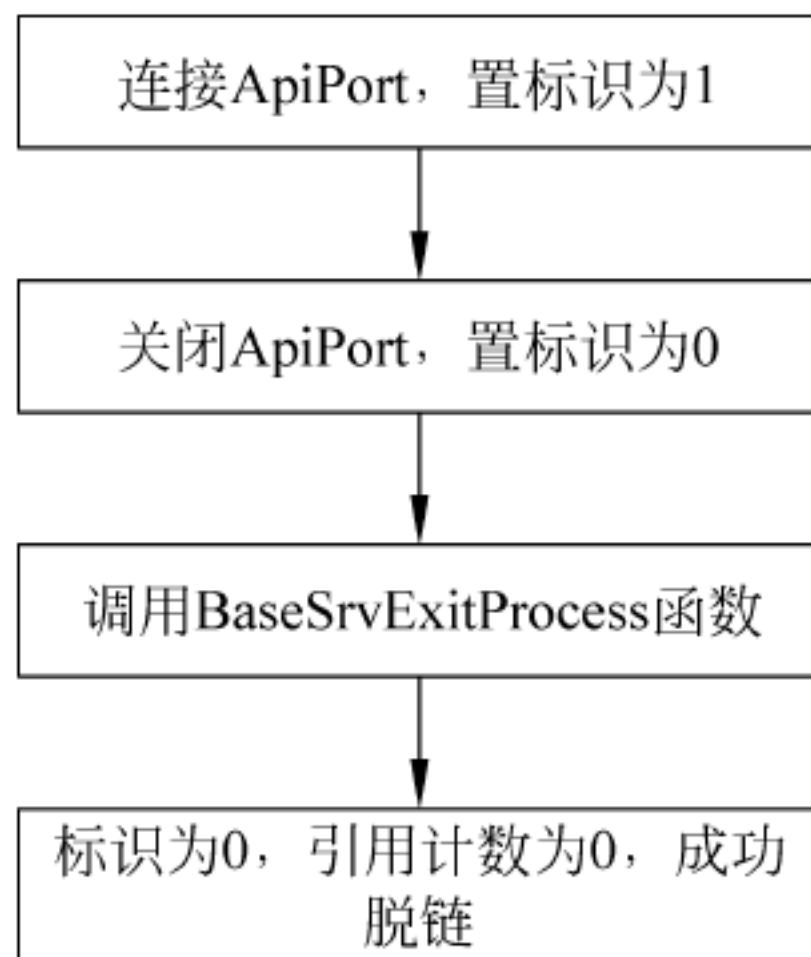 连接ApiPort，置标识为1
关闭ApiPort，置标识为0
调用BaseSrvExitProcess函数
标识为0，引用计数为0，成功
脱链